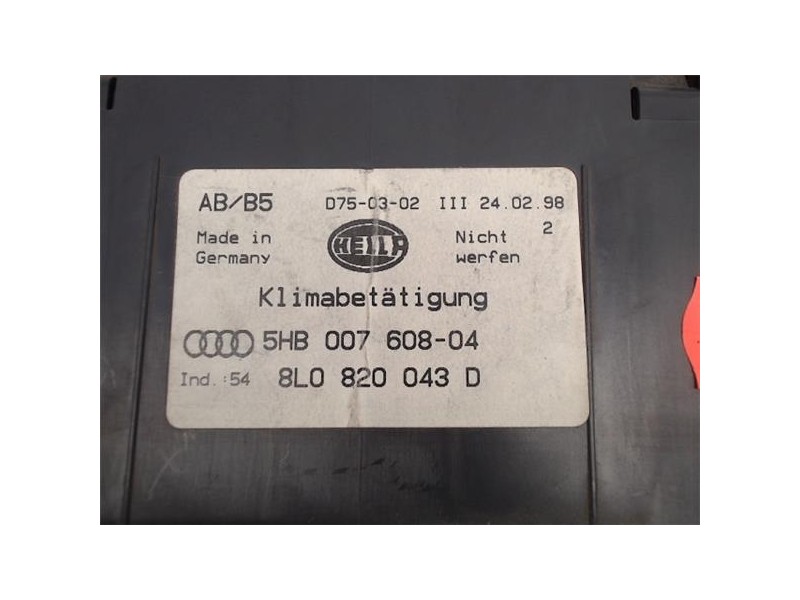 AB/B5 D75-03-02 III 24.02.98
2
Made in Germany
HELLA
Nicht werfen
Klimabetätigung
5HB 007 608-04
Ind.:54 8L0 820 043 D